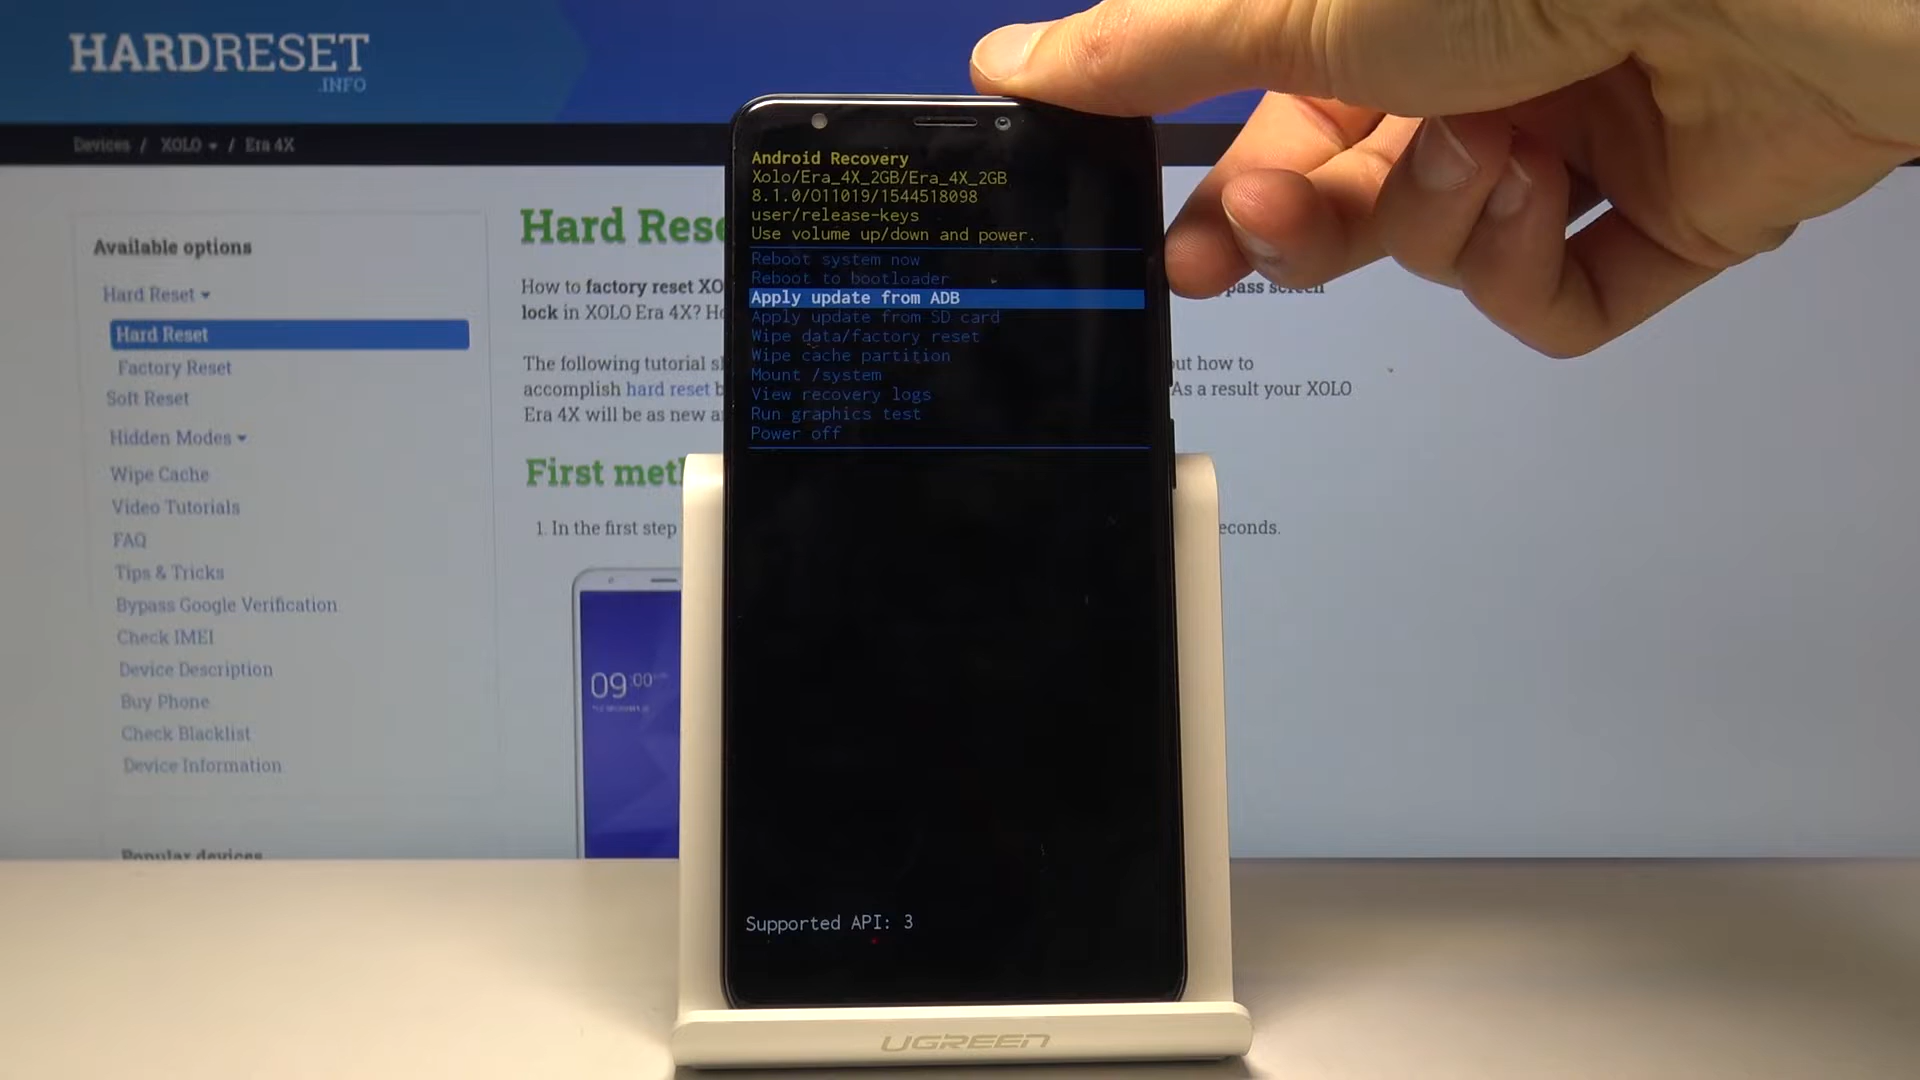 HARDRESET
.INFO
Devices / XOLO / Era 4X
Available options
Hard Reset
Hard Reset
Factory Reset
Soft Reset
Hidden Modes
Wipe Cache
Video Tutorials
FAQ
Tips & Tricks
Bypass Google Verification
Check IMEI
Device Description
Buy Phone
Check Blacklist
Device Information
Popular devices
Hard Rese
How to factory reset XO
pass screen
lock in XOLO Era 4X? Ho
The following tutorial sh
out how to
accomplish hard reset b
As a result your XOLO
Era 4X will be as new an
First meth
1. In the first step
econds.
09:00
Android Recovery
Xolo/Era_4X_2GB/Era_4X_2GB
8.1.0/O11019/1544518098
user/release-keys
Use volume up/down and power.
Reboot system now
Reboot to bootloader
Apply update from ADB
Apply update from SD card
Wipe data/factory reset
Wipe cache partition
Mount /system
View recovery logs
Run graphics test
Power off
Supported API: 3
UGREEN